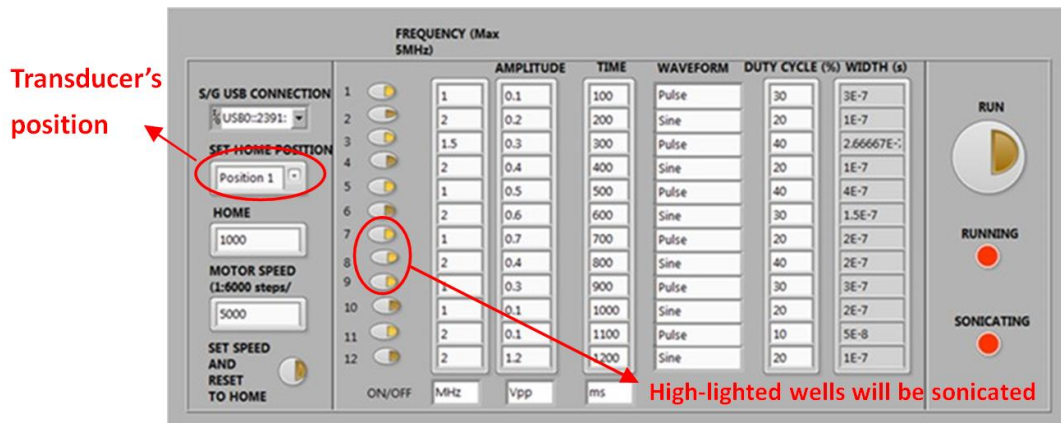 FREQUENCY (Max
5MHz)
AMPLITUDE TIME WAVEFORM DUTY CYCLE (%) WIDTH (s)
Transducer's
position
S/G USB CONNECTION
US80::2391:
SET HOME POSITION
Position 1
HOME
1000
MOTOR SPEED
(1:6000 steps/
5000
SET SPEED
AND
RESET
TO HOME
1 1 0.1 100 Pulse 30 3E-7
2 2 0.2 200 Sine 20 1E-7
3 1.5 0.3 300 Pulse 40 2.66667E-
4 2 0.4 400 Sine 20 1E-7
5 1 0.5 500 Pulse 40 4E-7
6 2 0.6 600 Sine 30 1.5E-7
7 1 0.7 700 Pulse 20 2E-7
8 2 0.4 800 Sine 40 2E-7
9 1 0.3 900 Pulse 30 3E-7
10 1 0.1 1000 Sine 20 2E-7
11 2 0.1 1100 Pulse 10 5E-8
12 2 1.2 1200 Sine 20 1E-7
ON/OFF MHz Vpp ms
High-lighted wells will be sonicated
RUN
RUNNING
SONICATING